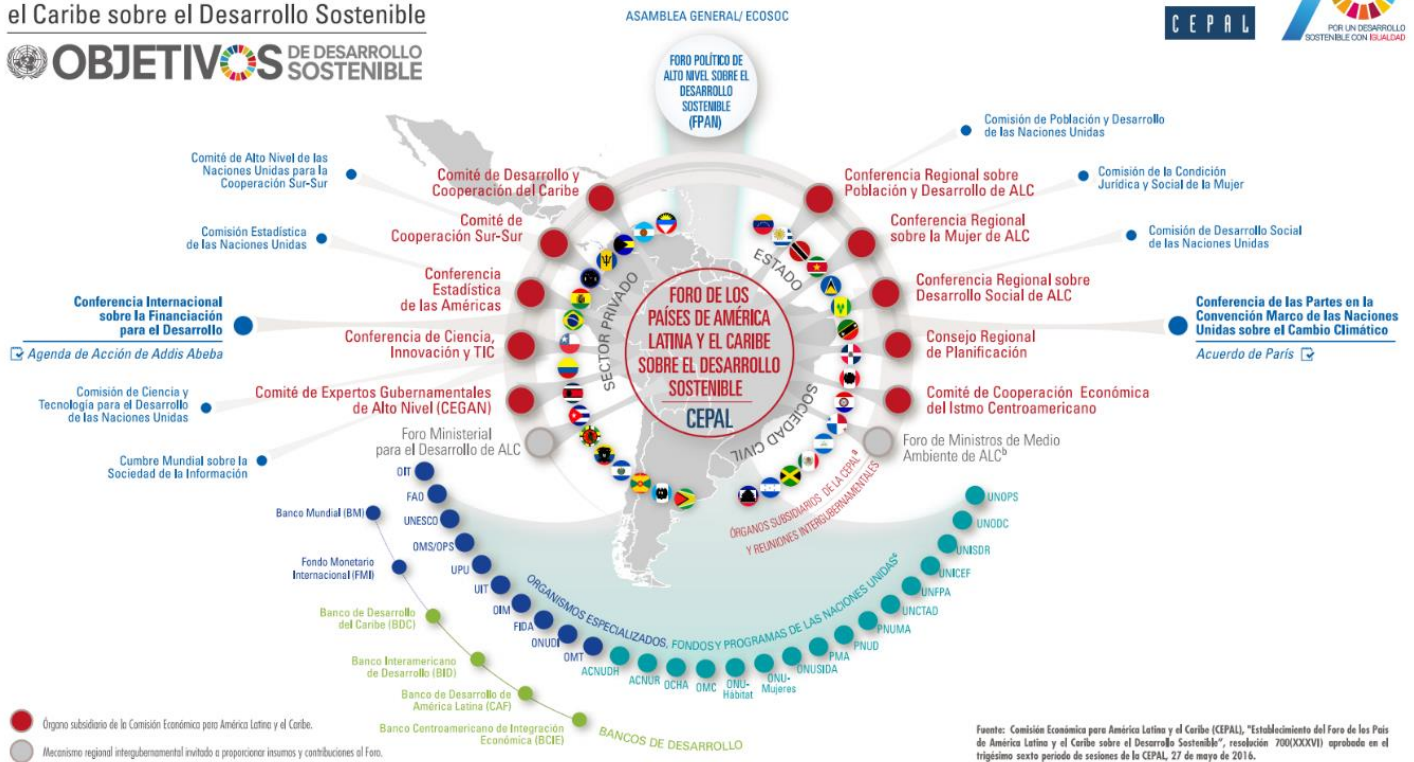 el Caribe sobre el Desarrollo Sostenible
OBJETIVOS DE DESARROLLO
SOSTENIBLE
ASAMBLEA GENERAL/ ECOSOC
FORO POLÍTICO DE
ALTO NIVEL SOBRE EL
DESARROLLO
SOSTENIBLE
(FPAN)
CEPAL
POR UN DESARROLLO
SOSTENIBLE CON IGUALDAD
Comité de Alto Nivel de las
Naciones Unidas para la
Cooperación Sur-Sur
Comisión Estadística
de las Naciones Unidas
Conferencia Internacional
sobre la Financiación
para el Desarrollo
Agenda de Acción de Addis Abeba
Comisión de Ciencia y
Tecnología para el Desarrollo
de las Naciones Unidas
Cumbre Mundial sobre la
Sociedad de la Información
Comité de Desarrollo y
Cooperación del Caribe
Comité de
Cooperación Sur-Sur
Conferencia
Estadística
de las Américas
Conferencia de Ciencia,
Innovación y TIC
Comité de Expertos Gubernamentales
de Alto Nivel (CEGAN)
Foro Ministerial
para el Desarrollo de ALC
SECTOR PRIVADO
ESTADO
SOCIEDAD CIVIL
FORO DE LOS
PAÍSES DE AMÉRICA
LATINA Y EL CARIBE
SOBRE EL DESARROLLO
SOSTENIBLE
CEPAL
Conferencia Regional sobre
Población y Desarrollo de ALC
Conferencia Regional
sobre la Mujer de ALC
Conferencia Regional sobre
Desarrollo Social de ALC
Consejo Regional
de Planificación
Comité de Cooperación Económica
del Istmo Centroamericano
Foro de Ministros de Medio
Ambiente de ALCᵇ
Comisión de Población y Desarrollo
de las Naciones Unidas
Comisión de la Condición
Jurídica y Social de la Mujer
Comisión de Desarrollo Social
de las Naciones Unidas
Conferencia de las Partes en la
Convención Marco de las Naciones
Unidas sobre el Cambio Climático
Acuerdo de París
ÓRGANOS SUBSIDIARIOS DE LA CEPALª
Y REUNIONES INTERGUBERNAMENTALES
OIT
FAO
UNESCO
OMS/OPS
UPU
UIT
OIM
FIDA
ONUDI
OMT
ACNUDH
ACNUR
OCHA
OMC
ONU-
Hábitat
ONU-
Mujeres
ONUSIDA
PMA
PNUD
PNUMA
UNCTAD
UNFPA
UNICEF
UNISDR
UNODC
UNOPS
ORGANISMOS ESPECIALIZADOS, FONDOS Y PROGRAMAS DE LAS NACIONES UNIDASᶜ
Banco Mundial (BM)
Fondo Monetario
Internacional (FMI)
Banco de Desarrollo
del Caribe (BDC)
Banco Interamericano
de Desarrollo (BID)
Banco de Desarrollo de
América Latina (CAF)
Banco Centroamericano de Integración
Económica (BCIE)
BANCOS DE DESARROLLO
Órgano subsidiario de la Comisión Económica para América Latina y el Caribe.
Mecanismo regional intergubernamental invitado a proporcionar insumos y contribuciones al Foro.
Fuente: Comisión Económica para América Latina y el Caribe (CEPAL), "Establecimiento del Foro de los País
de América Latina y el Caribe sobre el Desarrollo Sostenible", resolución 700(XXXVI) aprobada en el
trigésimo sexto período de sesiones de la CEPAL, 27 de mayo de 2016.